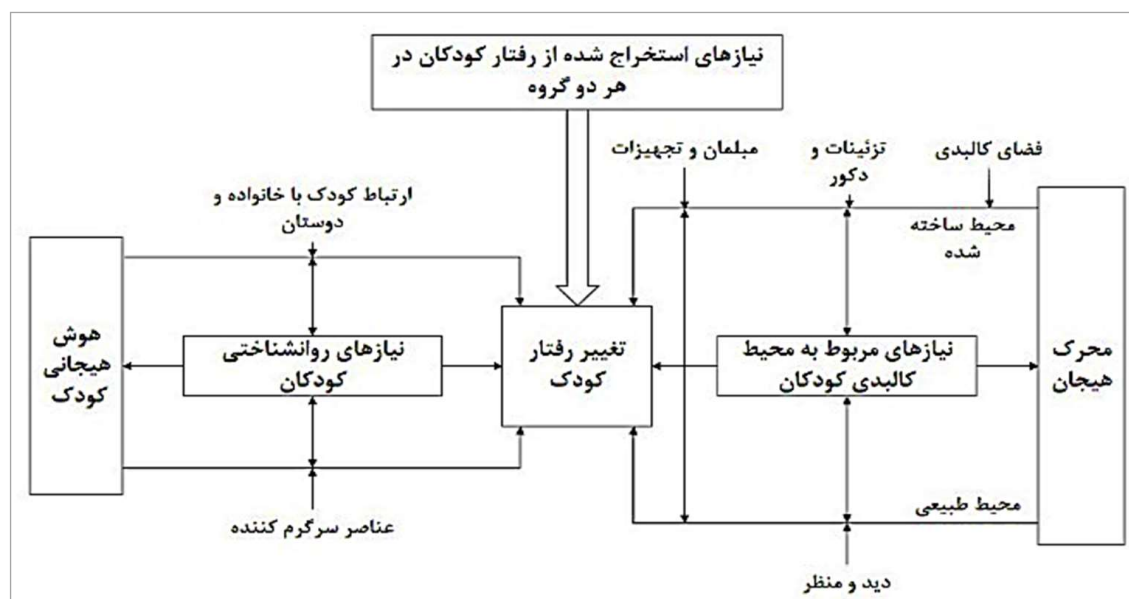 نیازهای استخراج شده از رفتار کودکان در
هر دو گروه
فضای کالبدی
تزئینات و
دکور
مبلمان و تجهیزات
ارتباط کودک با خانواده و
دوستان
محیط ساخته
شده
محرک
هیجان
نیازهای مربوط به محیط
کالبدی کودکان
تغییر رفتار
کودک
نیازهای روانشناختی
کودکان
هوش
هیجانی
کودک
محیط طبیعی
عناصر سرگرم کننده
دید و منظر